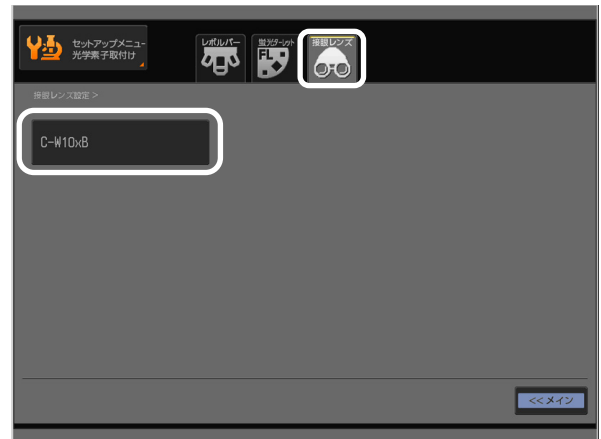 セットアップメニュー
光学素子取付け
レボルバー
蛍光ターレット
FL
接眼レンズ
接眼レンズ設定 >
C-W10xB
<< メイン